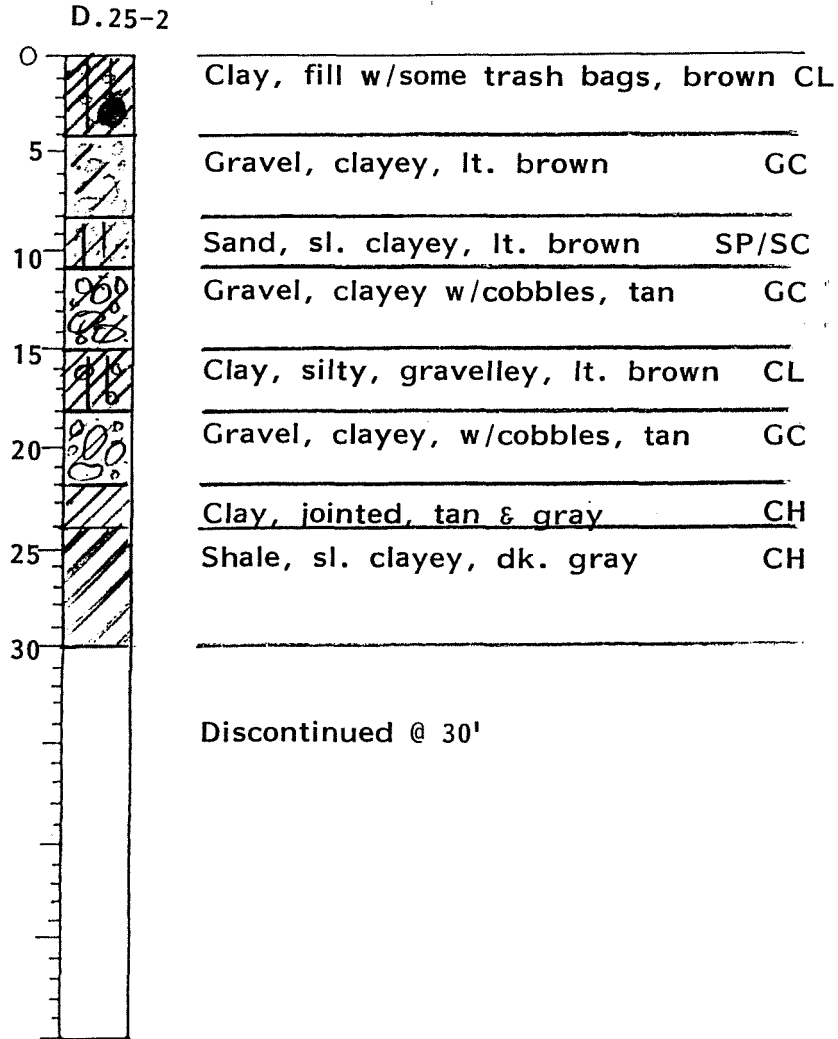 D.25-2
0
Clay, fill w/some trash bags, brown CL
5
Gravel, clayey, lt. brown GC
10
Sand, sl. clayey, lt. brown SP/SC
Gravel, clayey w/cobbles, tan GC
15
Clay, silty, gravelley, lt. brown CL
20
Gravel, clayey, w/cobbles, tan GC
Clay, jointed, tan & gray CH
25
Shale, sl. clayey, dk. gray CH
30
Discontinued @ 30'